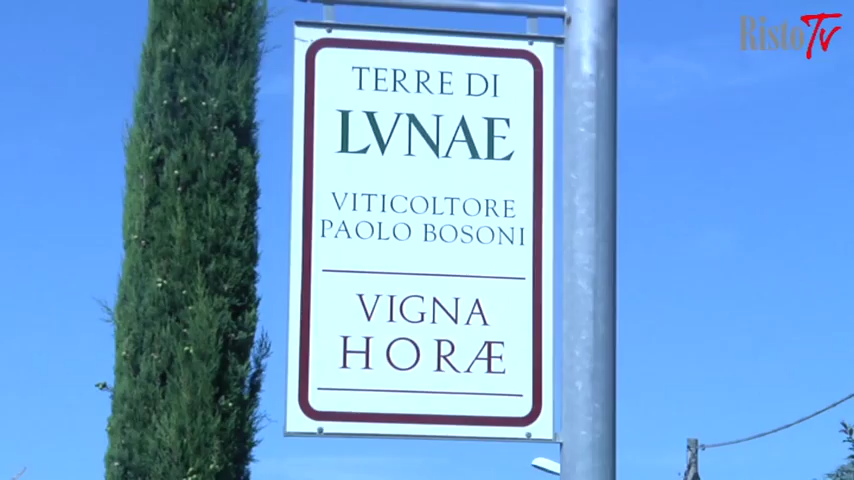 RistoTV
TERRE DI
LVNAE
VITICOLTORE
PAOLO BOSONI
VIGNA
HORÆ